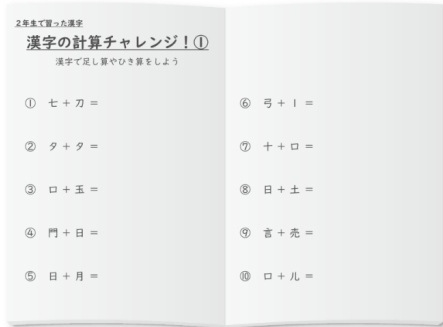 ２年生で習った漢字
漢字の計算チャレンジ！①
漢字で足し算やひき算をしよう
① 七 + 刀 =
② タ + タ =
③ ロ + 玉 =
④ 門 + 日 =
⑤ 日 + 月 =
⑥ 弓 + 丨 =
⑦ 十 + ロ =
⑧ 日 + 土 =
⑨ 言 + 売 =
⑩ ロ + 儿 =